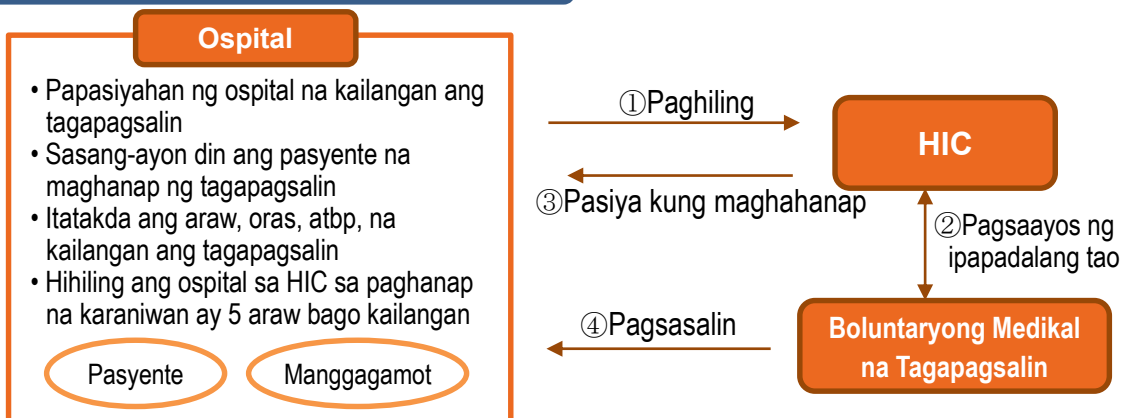 Ospital
• Papasiyahan ng ospital na kailangan ang
tagapagsalin
• Sasang-ayon din ang pasyente na
maghanap ng tagapagsalin
• Itatakda ang araw, oras, atbp, na
kailangan ang tagapagsalin
• Hihiling ang ospital sa HIC sa paghanap
na karaniwan ay 5 araw bago kailangan
Pasyente
Manggagamot
①Paghiling
HIC
③Pasiya kung maghahanap
②Pagsaayos ng
ipapadalang tao
④Pagsasalin
Boluntaryong Medikal
na Tagapagsalin